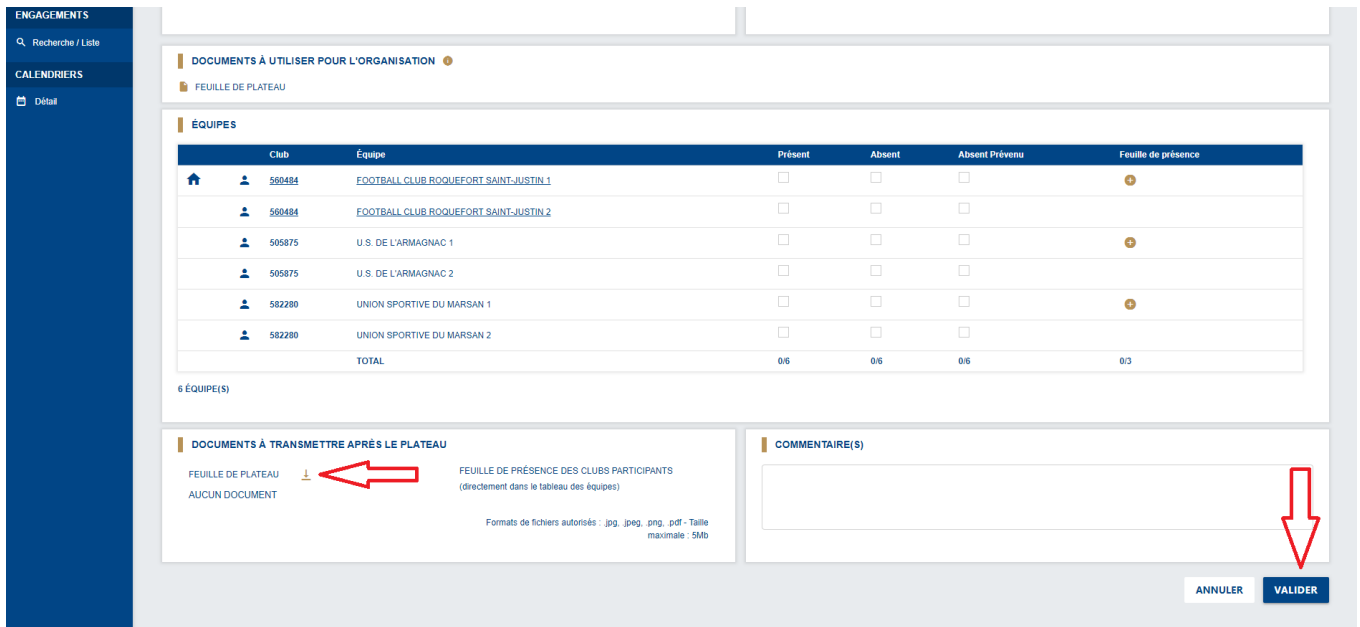 ENGAGEMENTS
Recherche / Liste
CALENDRIERS
Détail
DOCUMENTS À UTILISER POUR L'ORGANISATION
FEUILLE DE PLATEAU
ÉQUIPES
Club Équipe Présent Absent Absent Prévenu Feuille de présence
560484 FOOTBALL CLUB ROQUEFORT SAINT-JUSTIN 1
560484 FOOTBALL CLUB ROQUEFORT SAINT-JUSTIN 2
505875 U.S. DE L'ARMAGNAC 1
505875 U.S. DE L'ARMAGNAC 2
582280 UNION SPORTIVE DU MARSAN 1
582280 UNION SPORTIVE DU MARSAN 2
TOTAL 0/6 0/6 0/6 0/3
6 ÉQUIPE(S)
DOCUMENTS À TRANSMETTRE APRÈS LE PLATEAU
FEUILLE DE PLATEAU
AUCUN DOCUMENT
FEUILLE DE PRÉSENCE DES CLUBS PARTICIPANTS
(directement dans le tableau des équipes)
Formats de fichiers autorisés : .jpg, .jpeg, .png, .pdf - Taille
maximale : 5Mb
COMMENTAIRE(S)
ANNULER VALIDER